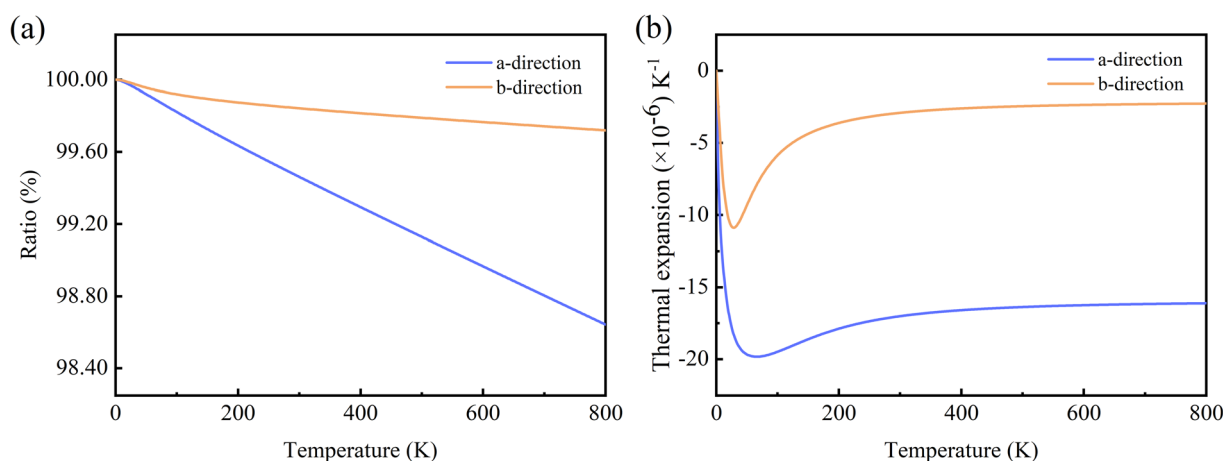 (a)
a-direction
b-direction
100.00
99.60
99.20
98.80
98.40
Ratio (%)
0 200 400 600 800
Temperature (K)
(b)
a-direction
b-direction
0
-5
-10
-15
-20
Thermal expansion (×10⁻⁶) K⁻¹
0 200 400 600 800
Temperature (K)